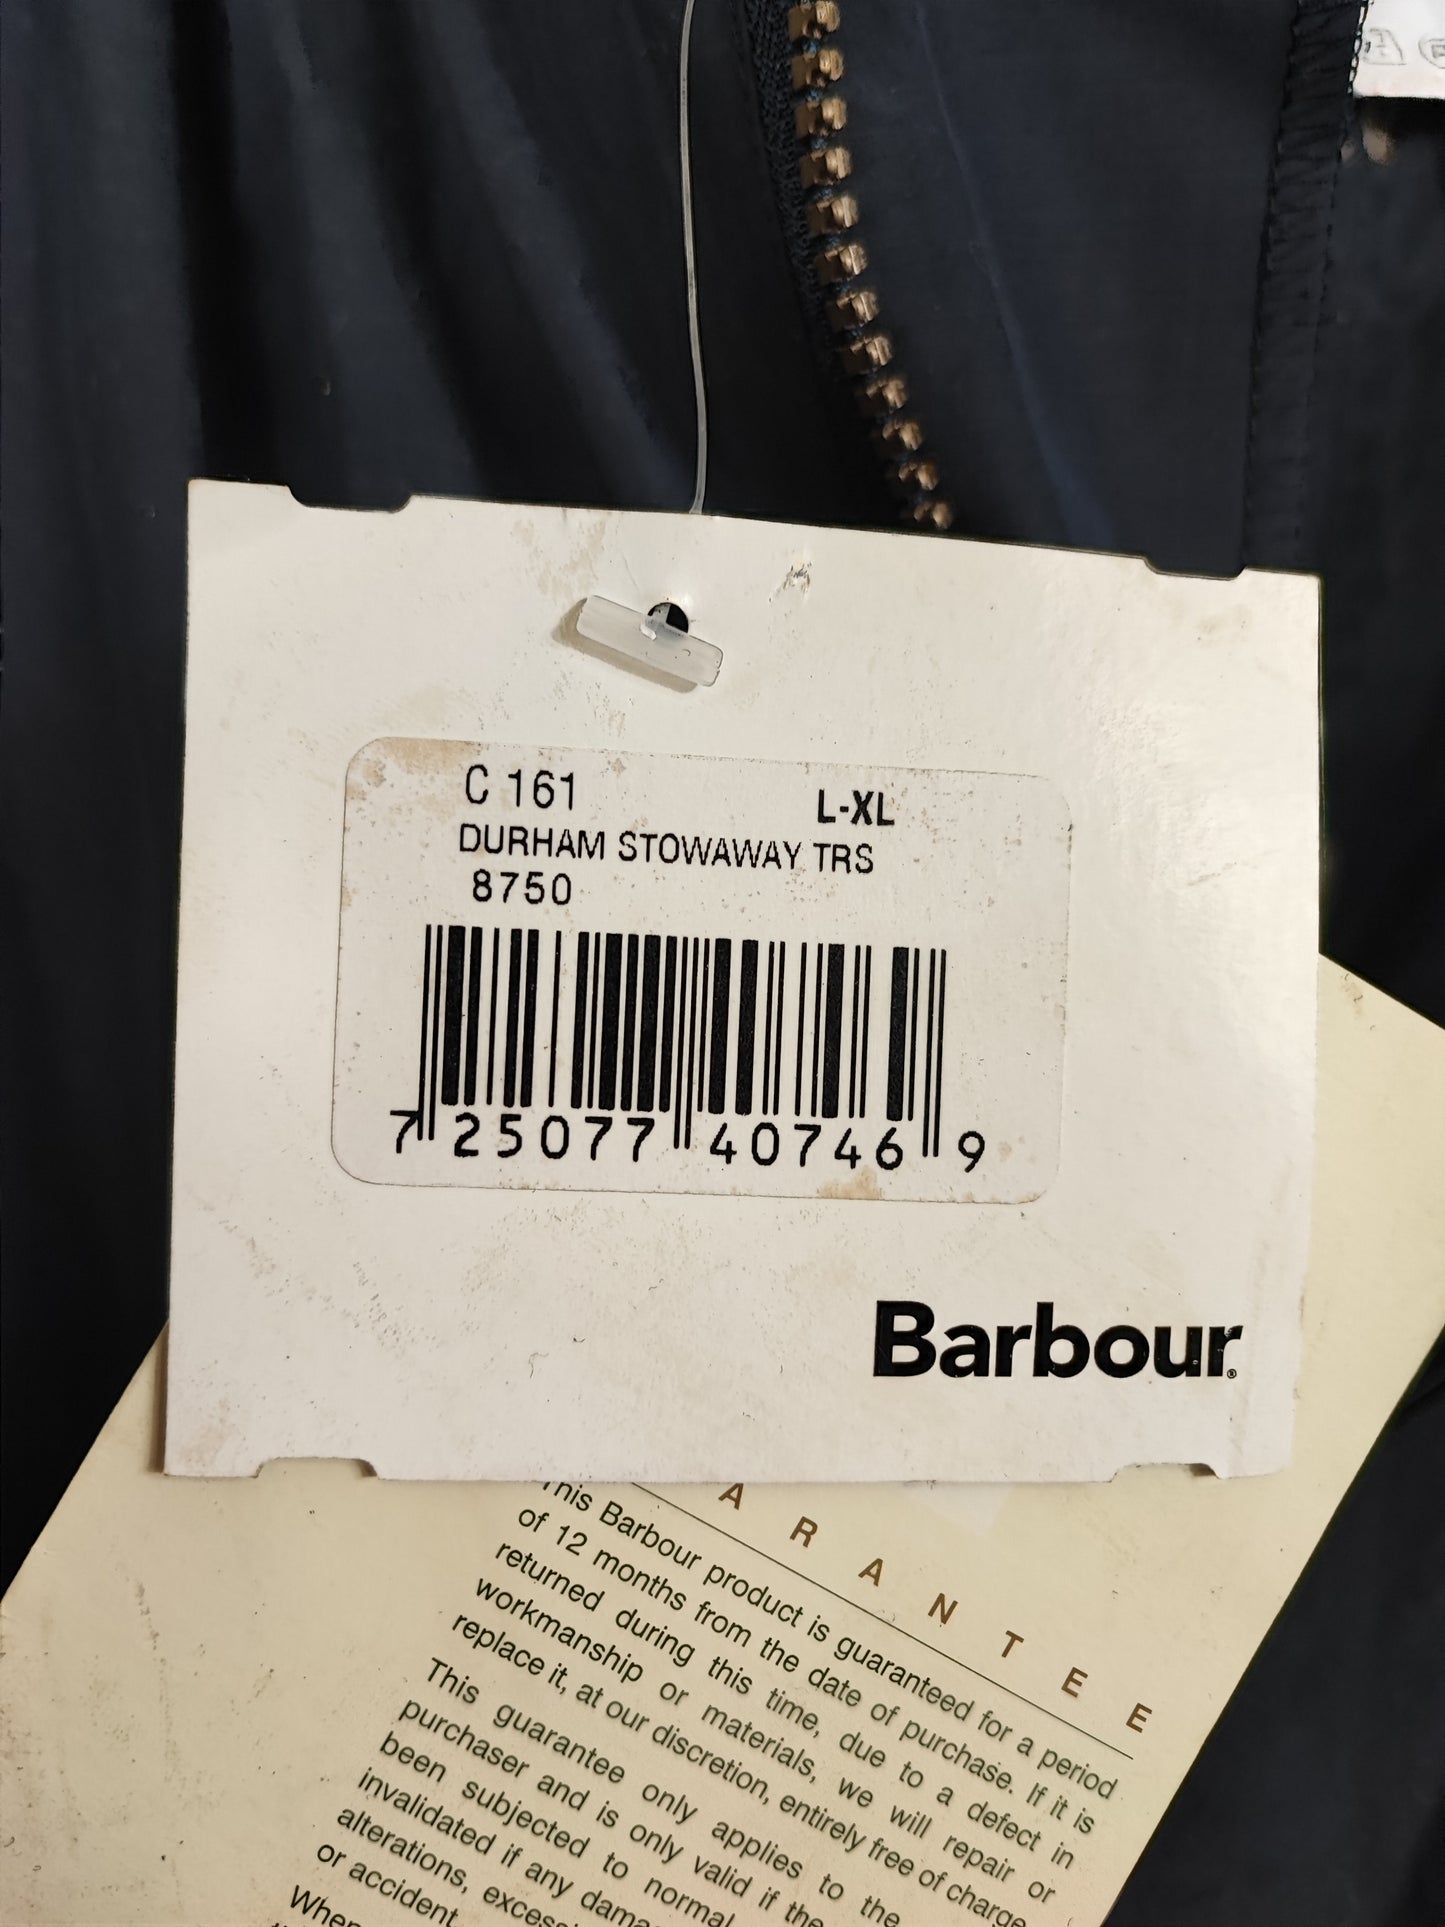 C 161
L-XL
DURHAM STOWAWAY TRS
8750
7 25077 40746 9
Barbour
ARANTEE
This Barbour product is guaranteed for a period
of 12 months from the date of purchase. If it is
returned during this time, due to a defect in
workmanship or materials, we will repair or
replace it, at our discretion, entirely free of charge
This guarantee only applies to the
purchaser and is only valid if the
been subjected to normal
invalidated if any
alterations,
or accident